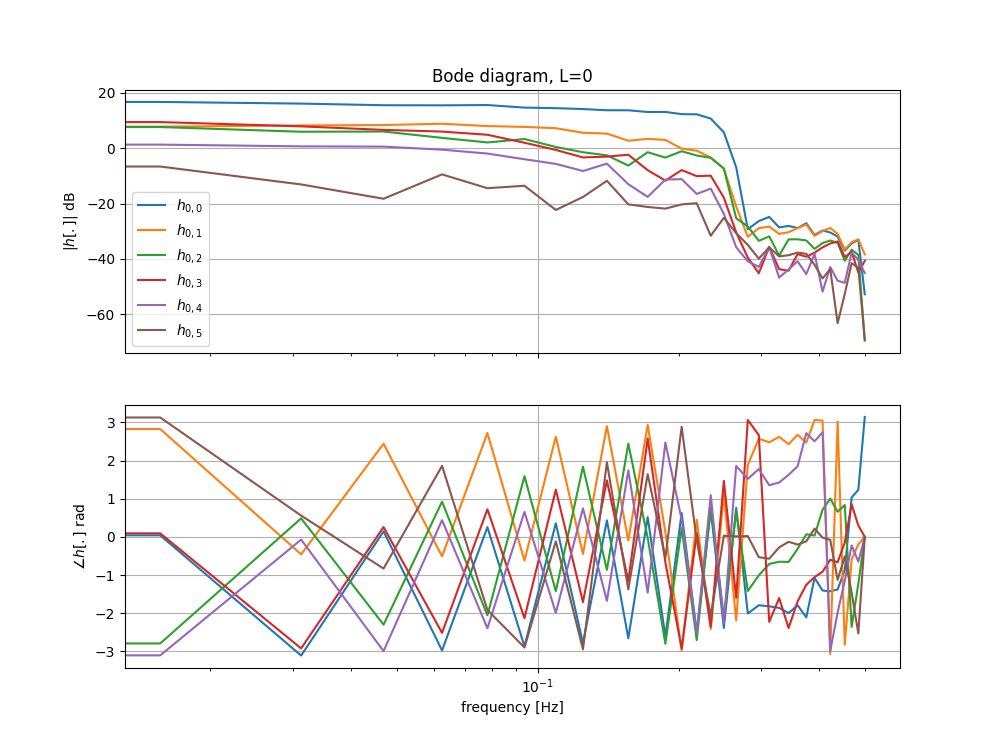 Bode diagram, L=0
|h[.]| dB
20
0
−20
−40
−60
h0,0
h0,1
h0,2
h0,3
h0,4
h0,5
∠h[.] rad
3
2
1
0
−1
−2
−3
10−1
frequency [Hz]